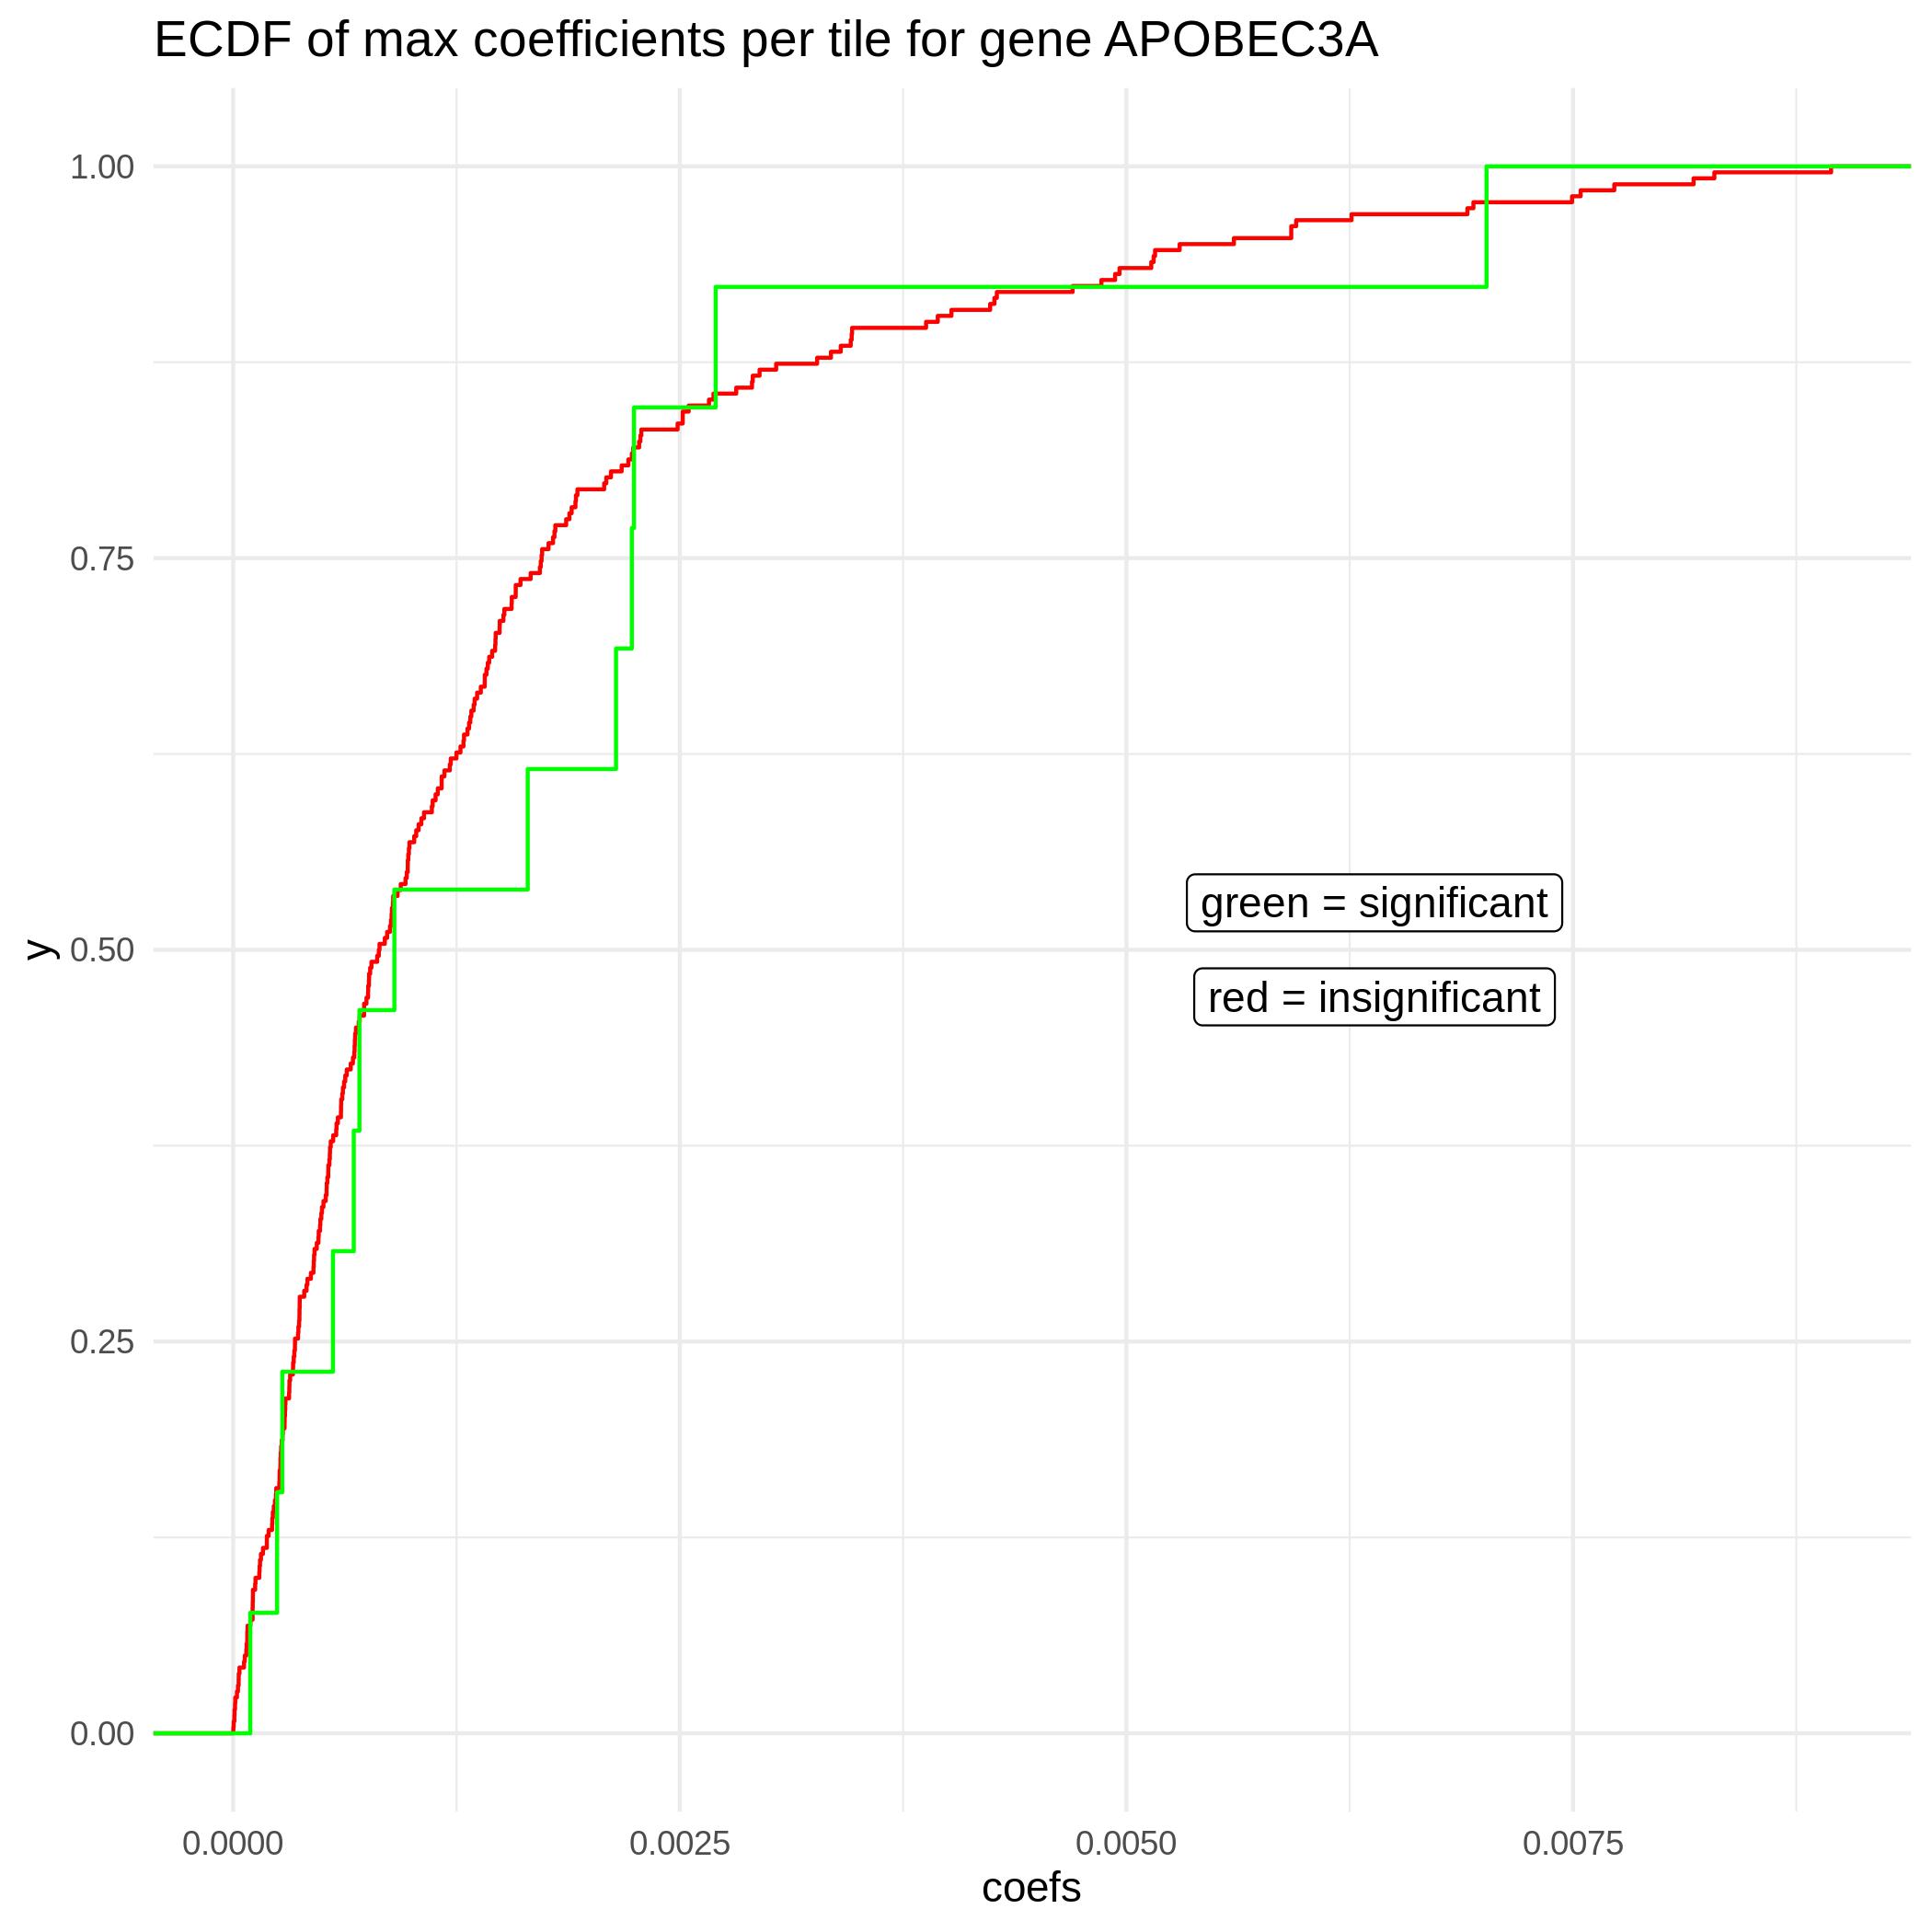 ECDF of max coefficients per tile for gene APOBEC3A
1.00
0.75
0.50
0.25
0.00
y
green = significant
red = insignificant
0.0000
0.0025
0.0050
0.0075
coefs